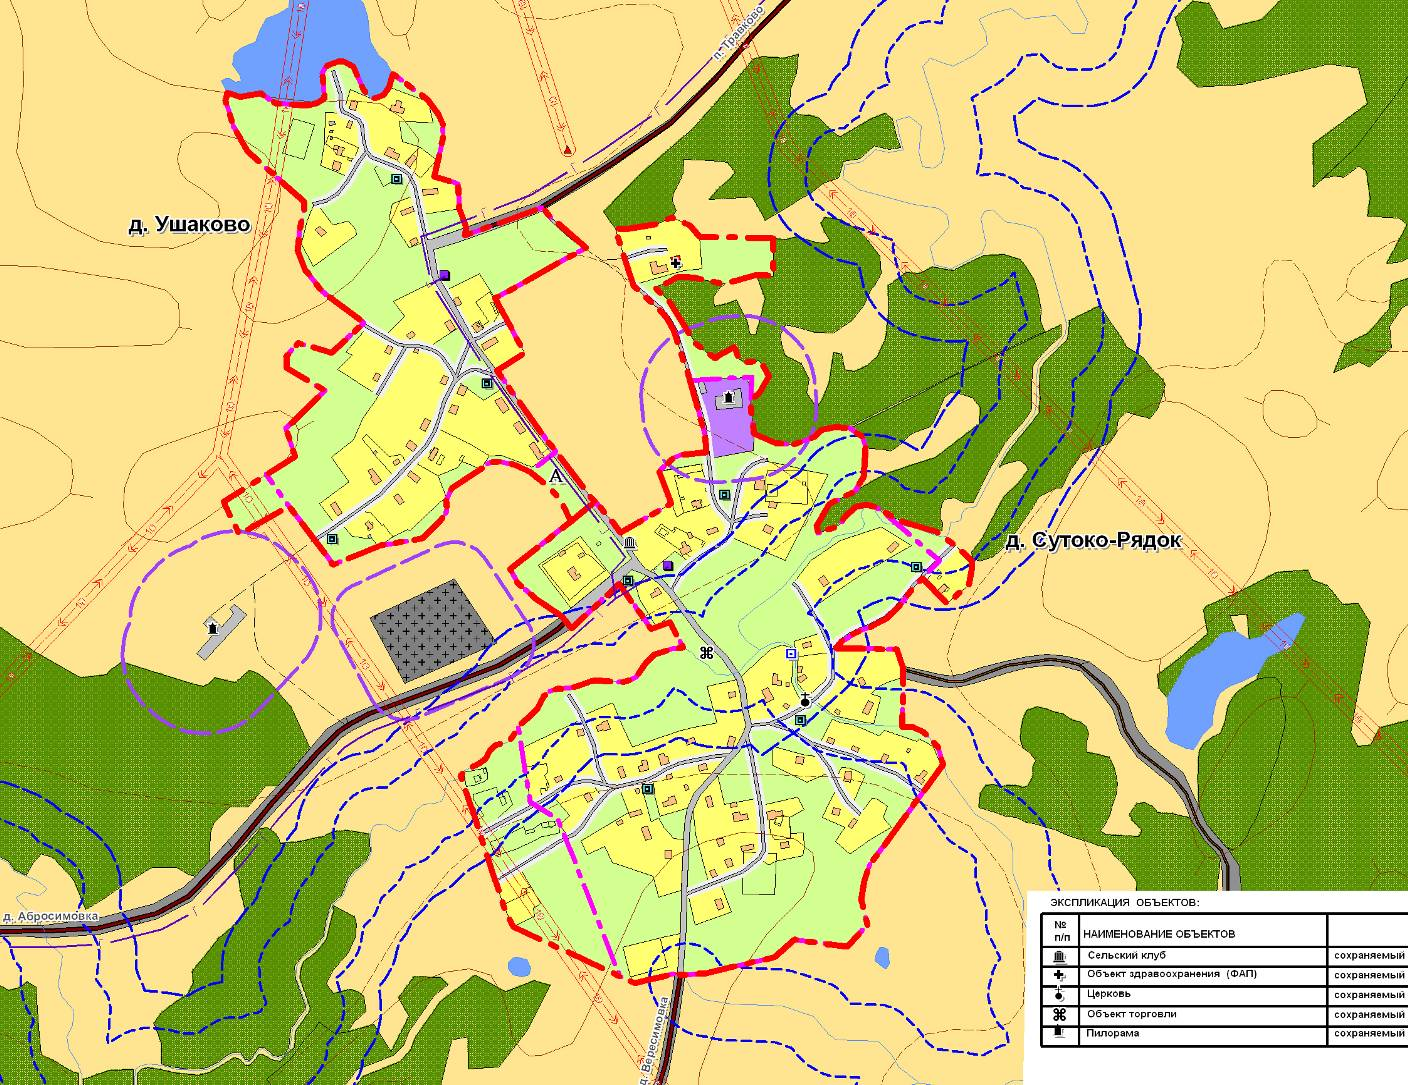 п. Травково
д. Ушаково
А
д. Сутоко-Рядок
д. Абросимовка
д. Вересимовка
ЭКСПЛИКАЦИЯ ОБЪЕКТОВ:
№ п/п НАИМЕНОВАНИЕ ОБЪЕКТОВ
Сельский клуб сохраняемый
Объект здравоохранения (ФАП) сохраняемый
Церковь сохраняемый
Объект торговли сохраняемый
Пилорама сохраняемый